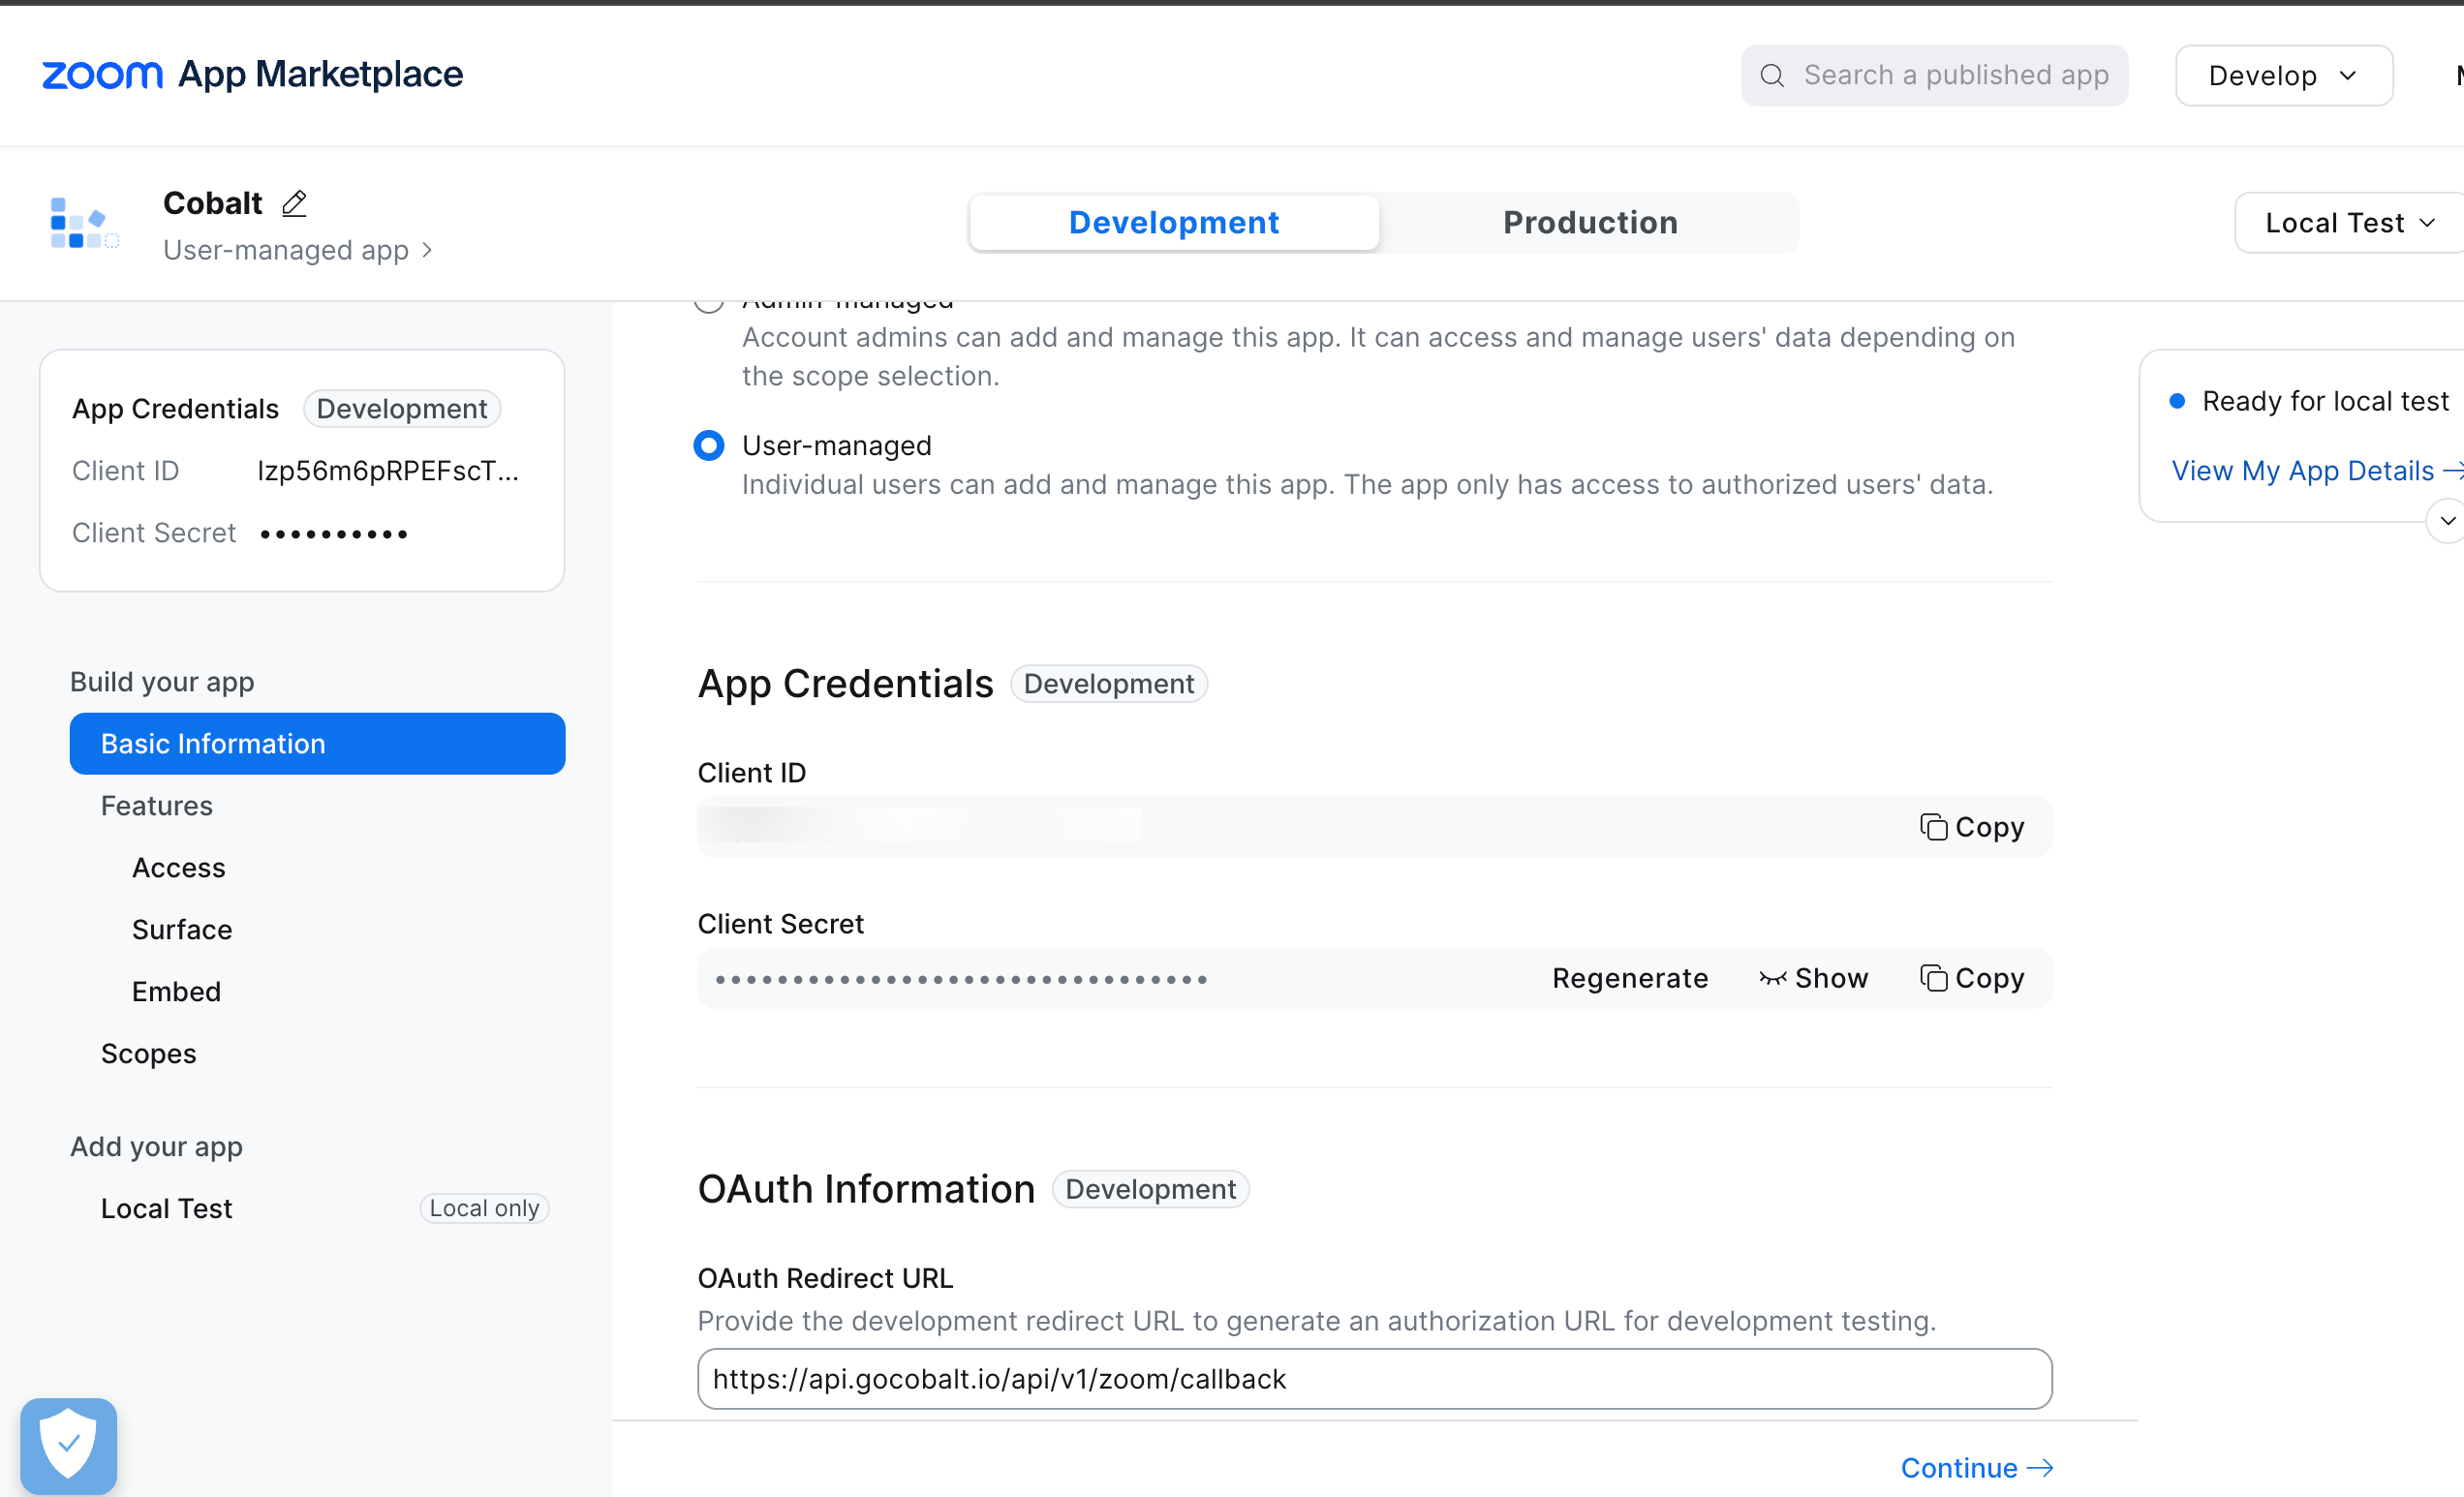 zoom App Marketplace
Search a published app
Develop
Cobalt
User-managed app
Development
Production
Local Test
App Credentials Development
Client ID lzp56m6pRPEFscT...
Client Secret ••••••••••
Build your app
Basic Information
Features
Access
Surface
Embed
Scopes
Add your app
Local Test Local only
Admin-managed
Account admins can add and manage this app. It can access and manage users' data depending on
the scope selection.
User-managed
Individual users can add and manage this app. The app only has access to authorized users' data.
App Credentials Development
Client ID
Copy
Client Secret
•••••••••••••••••••••••••••••••• Regenerate Show Copy
OAuth Information Development
OAuth Redirect URL
Provide the development redirect URL to generate an authorization URL for development testing.
https://api.gocobalt.io/api/v1/zoom/callback
Continue
Ready for local test
View My App Details